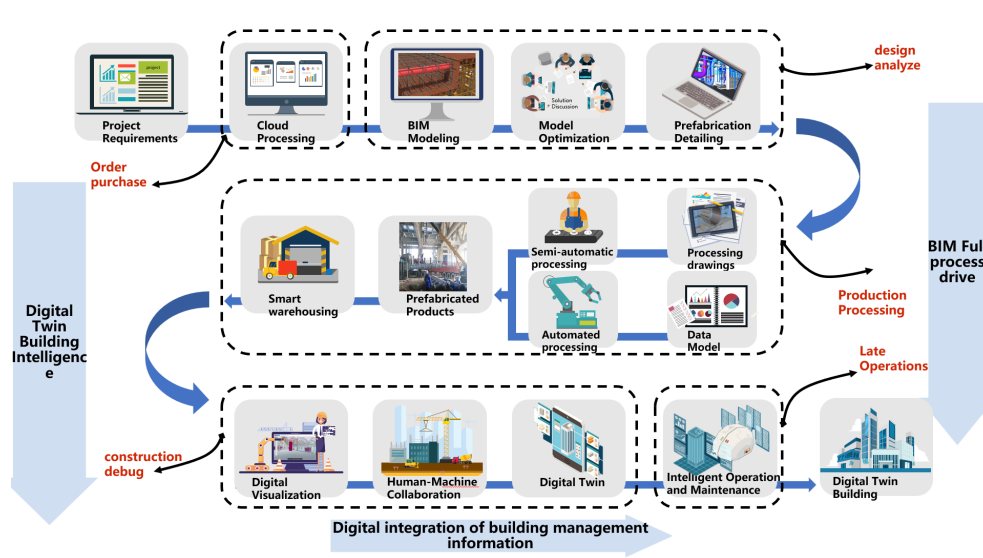 project
Project
Requirements
Cloud
Processing
BIM
Modeling
Solution
+ Discussion
Model
Optimization
Prefabrication
Detailing
design
analyze
Order
purchase
Smart
warehousing
Prefabricated
Products
Semi-automatic
processing
Processing
drawings
Automated
processing
Data
Model
BIM Full
process
drive
Production
Processing
Digital
Twin
Building
Intelligenc
e
Late
Operations
construction
debug
Digital
Visualization
Human-Machine
Collaboration
Digital Twin
Intelligent Operation
and Maintenance
Digital Twin
Building
Digital integration of building management
information